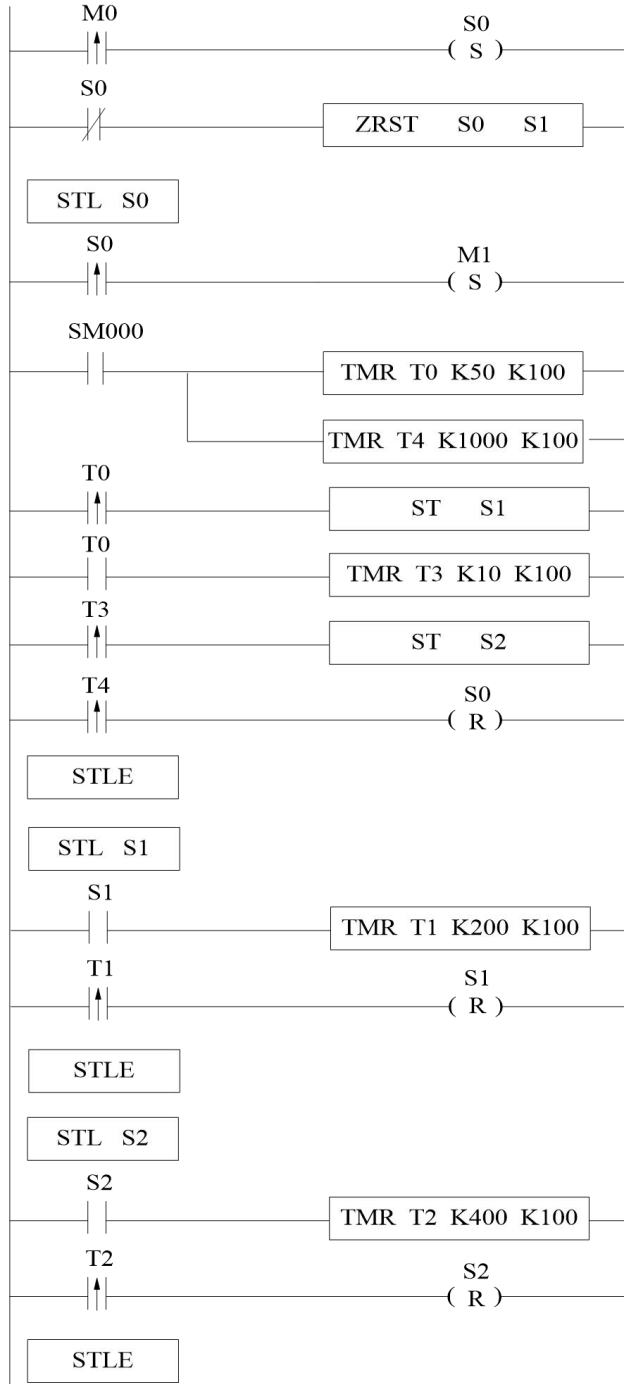 M0
S0
( S )
S0
ZRST S0 S1
STL S0
S0
M1
( S )
SM000
TMR T0 K50 K100
TMR T4 K1000 K100
T0
ST S1
T0
TMR T3 K10 K100
T3
ST S2
T4
S0
( R )
STLE
STL S1
S1
TMR T1 K200 K100
T1
S1
( R )
STLE
STL S2
S2
TMR T2 K400 K100
T2
S2
( R )
STLE